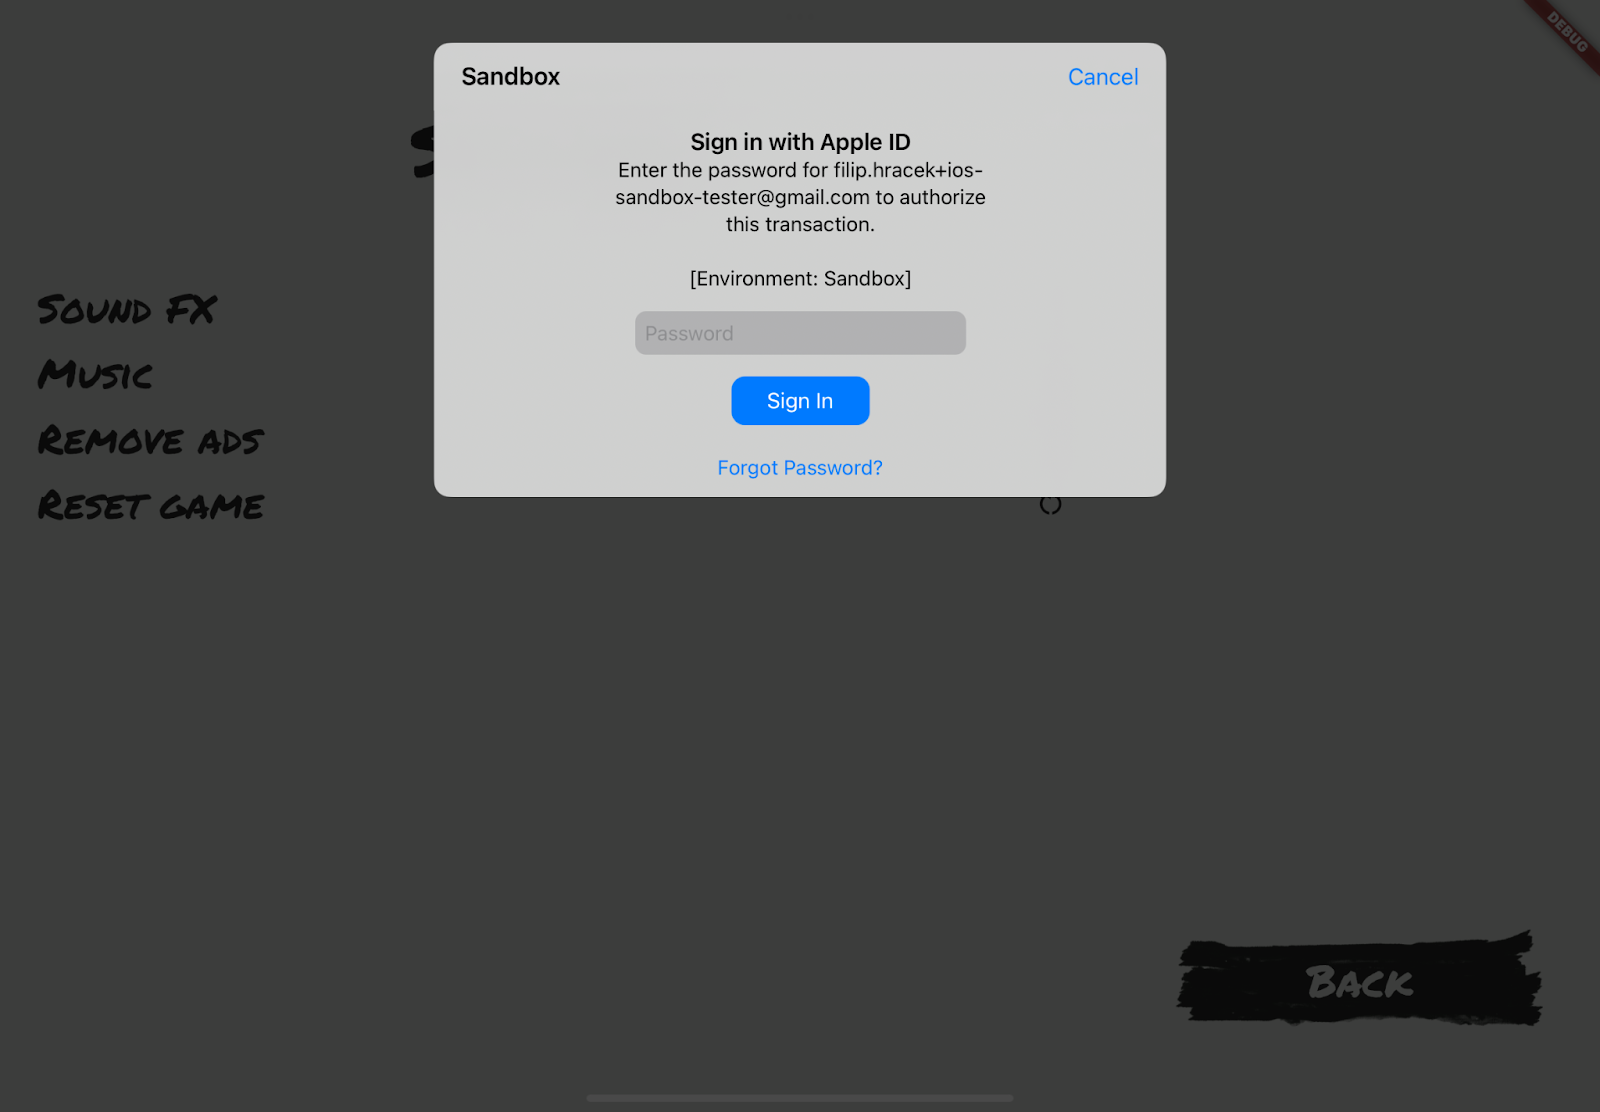 DEBUG
Sandbox
Cancel
Sign in with Apple ID
Enter the password for filip.hracek+ios-
sandbox-tester@gmail.com to authorize
this transaction.
[Environment: Sandbox]
Password
Sign In
Forgot Password?
Sound FX
Music
Remove ads
Reset game
Back